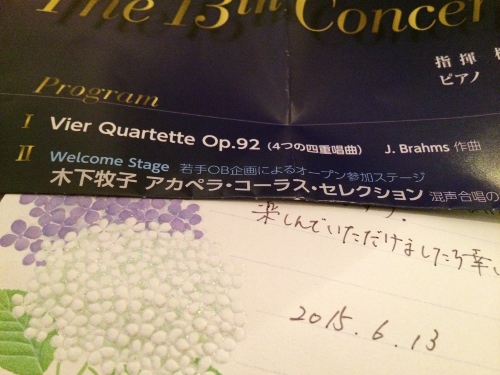 The 13th Concer
指揮
ピアノ
Program
I Vier Quartette Op.92 (4つの四重唱曲) J. Brahms 作曲
II Welcome Stage 若手OB企画によるオープン参加ステージ
木下牧子 アカペラ・コーラス・セレクション 混声合唱の
楽しんでいただけましたら幸い
2015.6.13